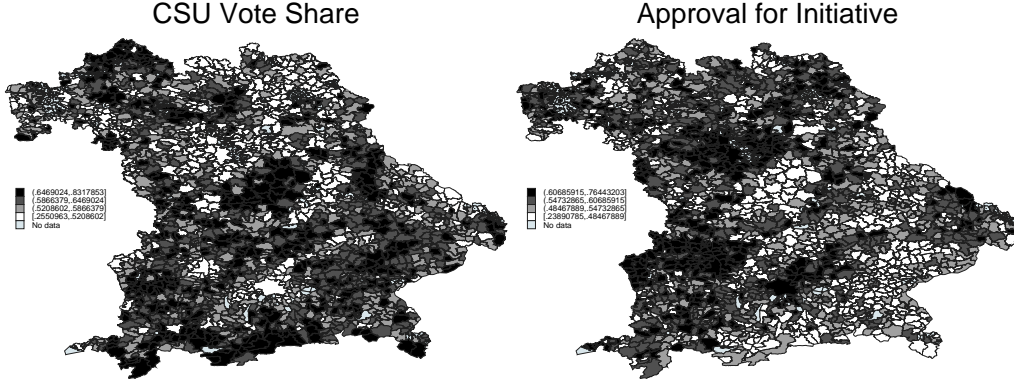 CSU Vote Share
(.6469024,.8317853]
(.5866379,.6469024]
(.5208602,.5866379]
[.2550963,.5208602]
No data
Approval for Initiative
(.60685915,.76443203]
(.54732865,.60685915]
(.48467889,.54732865]
[.23890785,.48467889]
No data